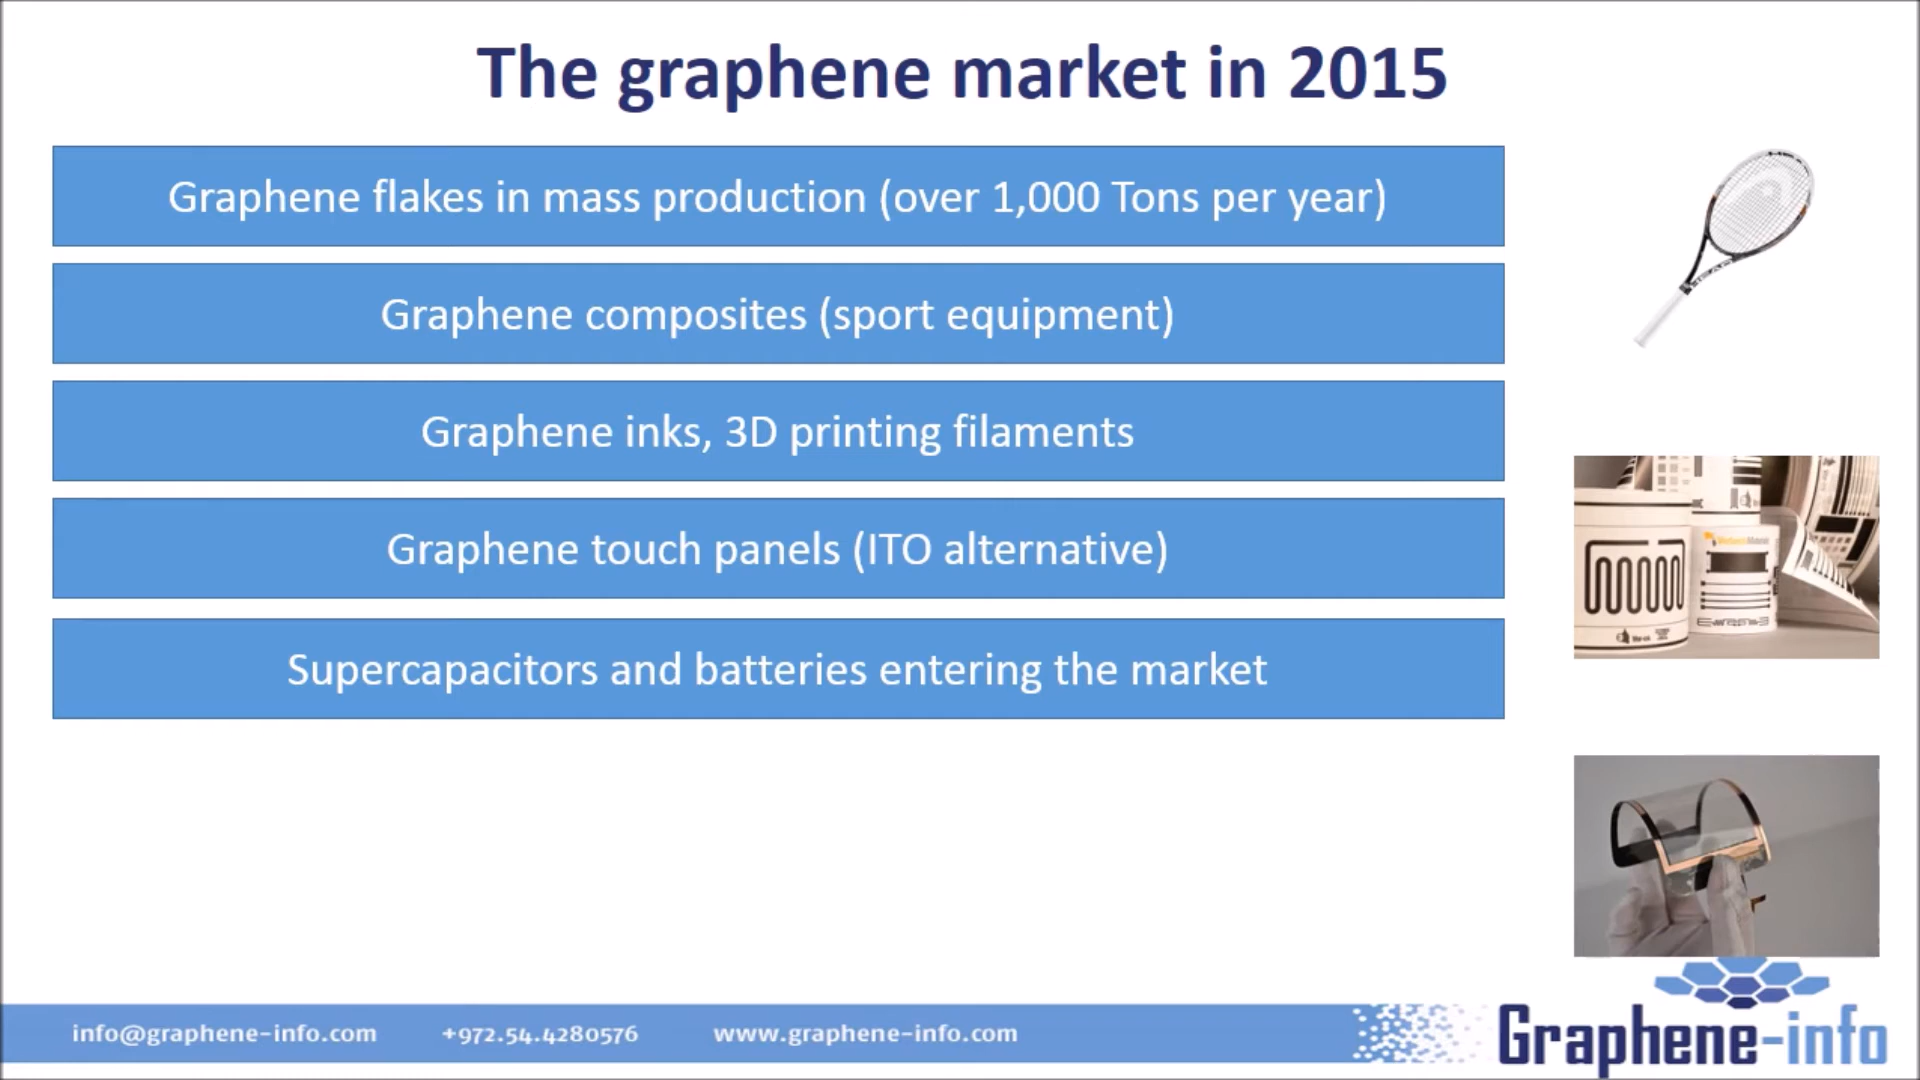 The graphene market in 2015
Graphene flakes in mass production (over 1,000 Tons per year)
Graphene composites (sport equipment)
Graphene inks, 3D printing filaments
Graphene touch panels (ITO alternative)
Supercapacitors and batteries entering the market
HEAD
info@graphene-info.com
+972.54.4280576
www.graphene-info.com
Graphene-info